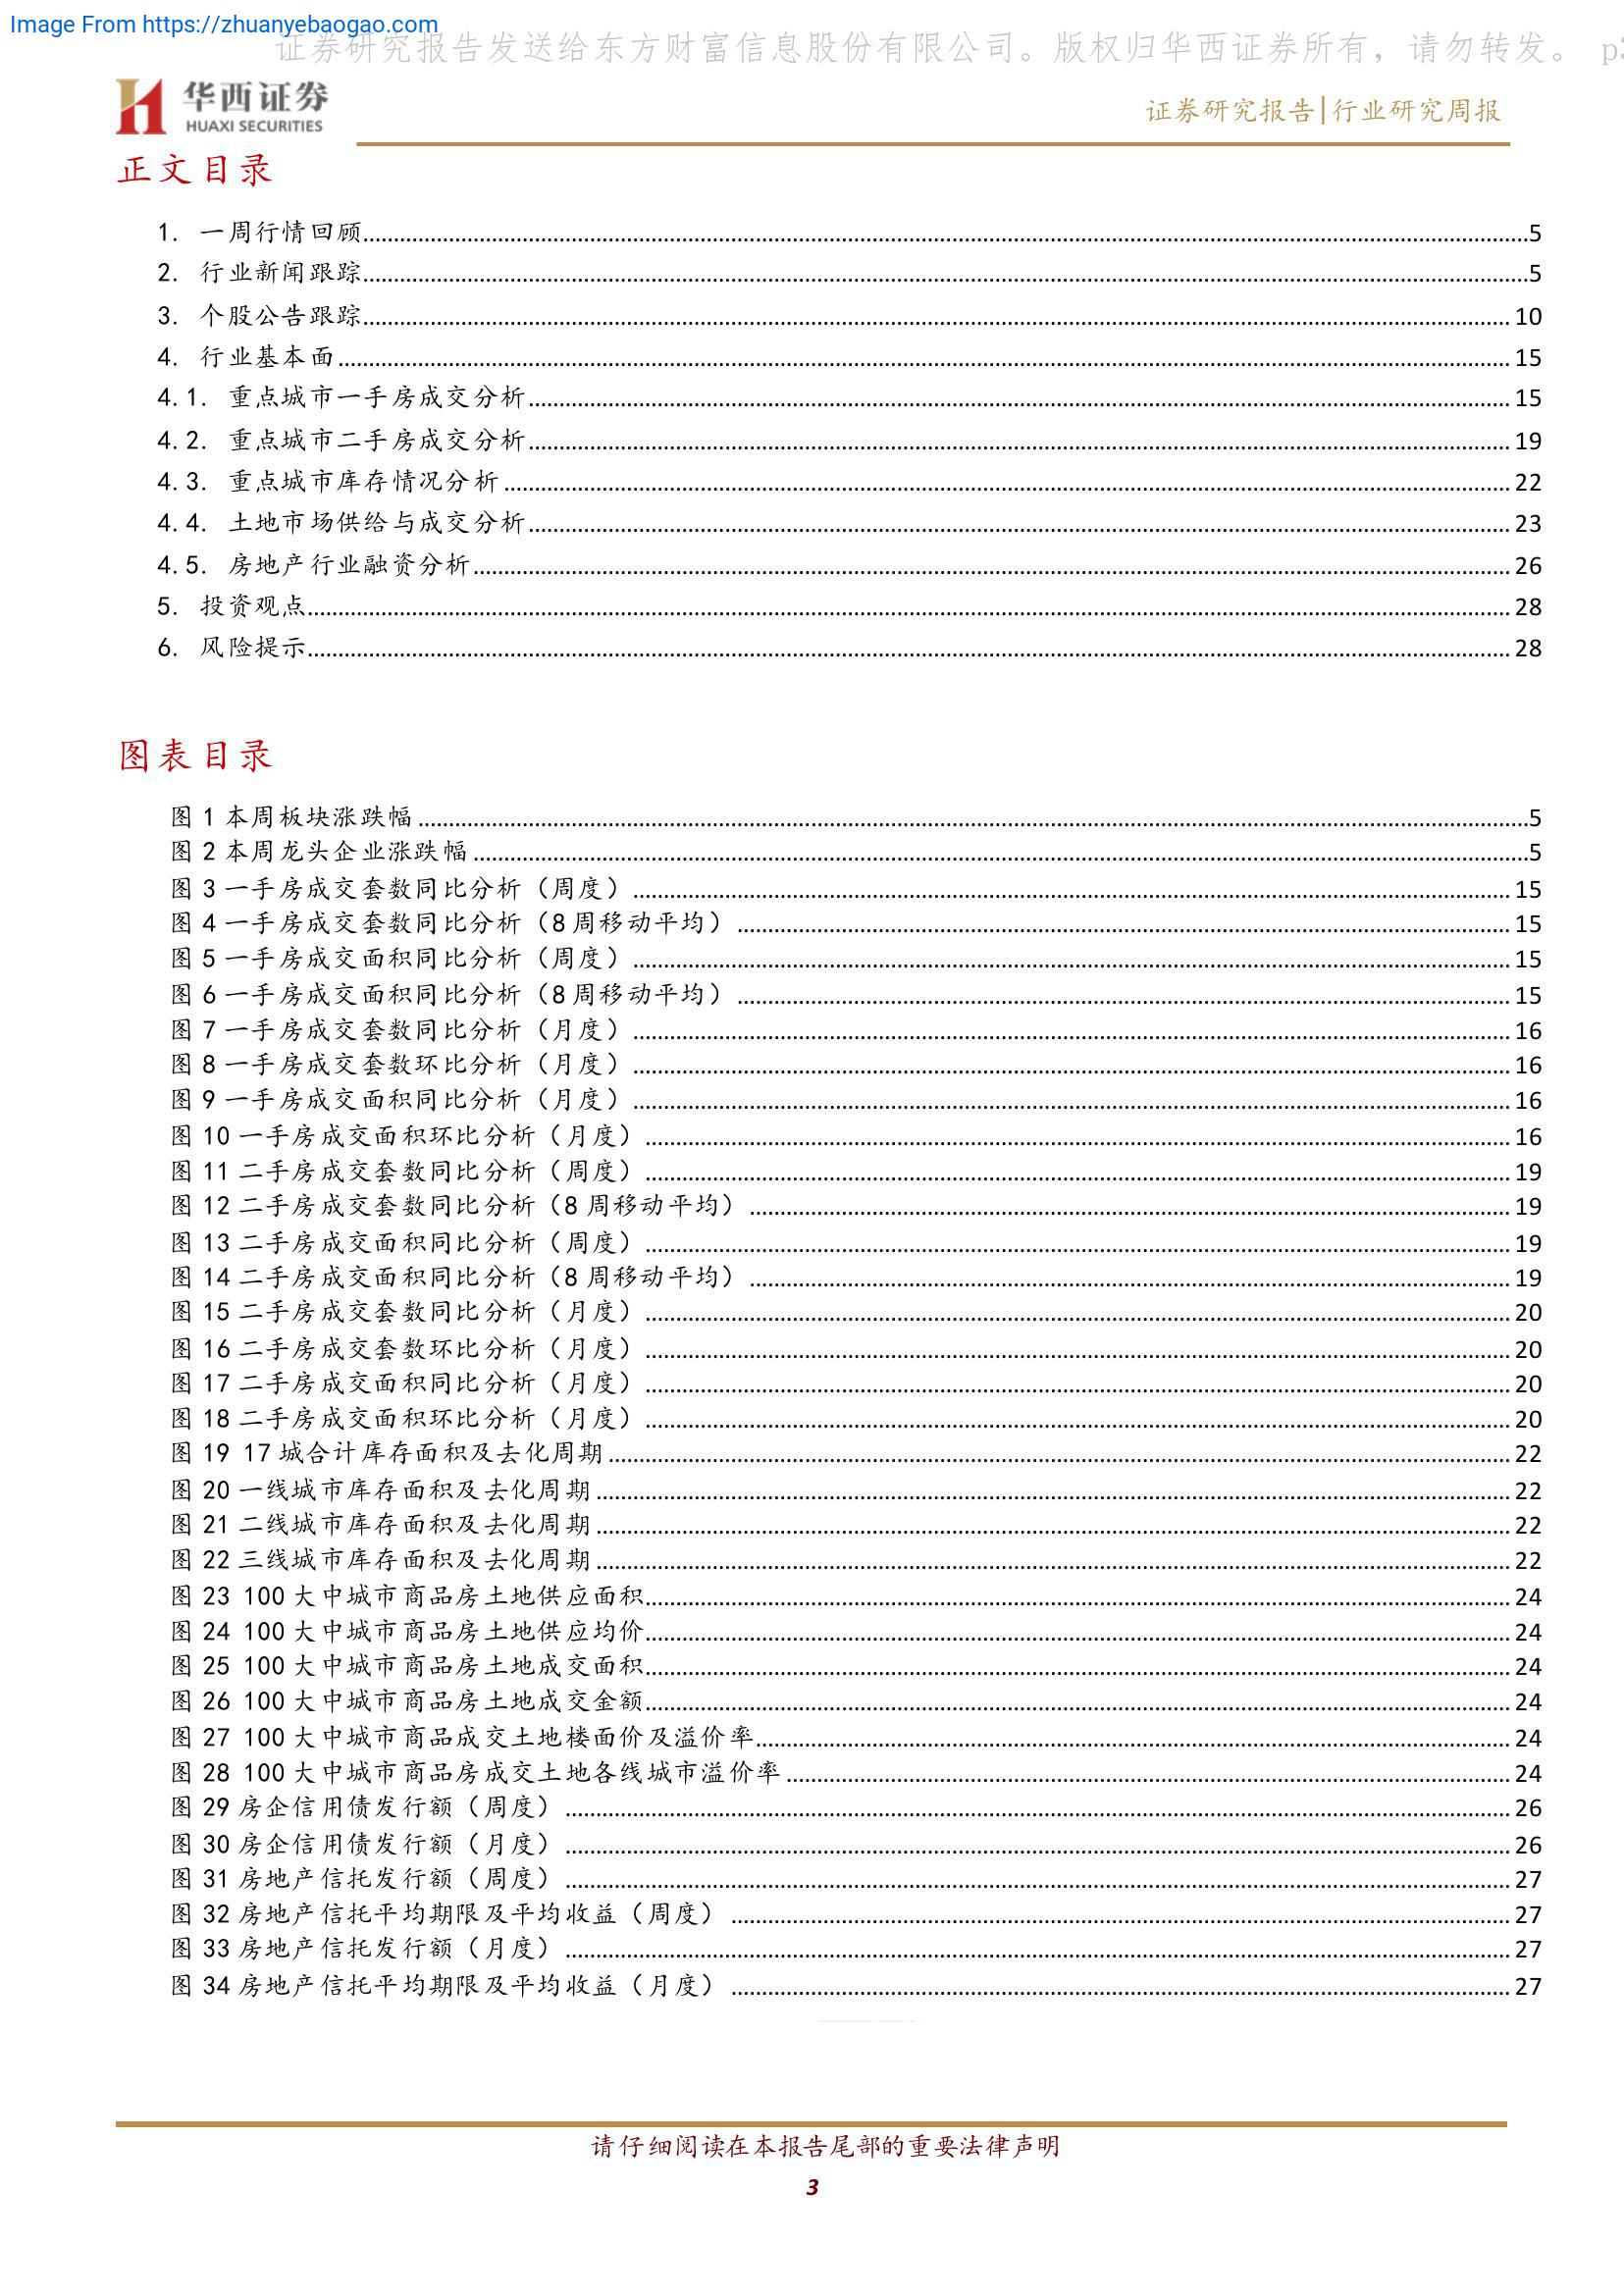 Image From https://zhuanyebaogao.com
证券研究报告发送给东方财富信息股份有限公司。版权归华西证券所有，请勿转发。 p3
华西证券
HUAXI SECURITIES
证券研究报告|行业研究周报
正文目录
1. 一周行情回顾 5
2. 行业新闻跟踪 5
3. 个股公告跟踪 10
4. 行业基本面 15
4.1. 重点城市一手房成交分析 15
4.2. 重点城市二手房成交分析 19
4.3. 重点城市库存情况分析 22
4.4. 土地市场供给与成交分析 23
4.5. 房地产行业融资分析 26
5. 投资观点 28
6. 风险提示 28
图表目录
图 1 本周板块涨跌幅 5
图 2 本周龙头企业涨跌幅 5
图 3 一手房成交套数同比分析（周度） 15
图 4 一手房成交套数同比分析（8 周移动平均） 15
图 5 一手房成交面积同比分析（周度） 15
图 6 一手房成交面积同比分析（8 周移动平均） 15
图 7 一手房成交套数同比分析（月度） 16
图 8 一手房成交套数环比分析（月度） 16
图 9 一手房成交面积同比分析（月度） 16
图 10 一手房成交面积环比分析（月度） 16
图 11 二手房成交套数同比分析（周度） 19
图 12 二手房成交套数同比分析（8 周移动平均） 19
图 13 二手房成交面积同比分析（周度） 19
图 14 二手房成交面积同比分析（8 周移动平均） 19
图 15 二手房成交套数同比分析（月度） 20
图 16 二手房成交套数环比分析（月度） 20
图 17 二手房成交面积同比分析（月度） 20
图 18 二手房成交面积环比分析（月度） 20
图 19 17 城合计库存面积及去化周期 22
图 20 一线城市库存面积及去化周期 22
图 21 二线城市库存面积及去化周期 22
图 22 三线城市库存面积及去化周期 22
图 23 100 大中城市商品房土地供应面积 24
图 24 100 大中城市商品房土地供应均价 24
图 25 100 大中城市商品房土地成交面积 24
图 26 100 大中城市商品房土地成交金额 24
图 27 100 大中城市商品成交土地楼面价及溢价率 24
图 28 100 大中城市商品房成交土地各线城市溢价率 24
图 29 房企信用债发行额（周度） 26
图 30 房企信用债发行额（月度） 26
图 31 房地产信托发行额（周度） 27
图 32 房地产信托平均期限及平均收益（周度） 27
图 33 房地产信托发行额（月度） 27
图 34 房地产信托平均期限及平均收益（月度） 27
请仔细阅读在本报告尾部的重要法律声明
3